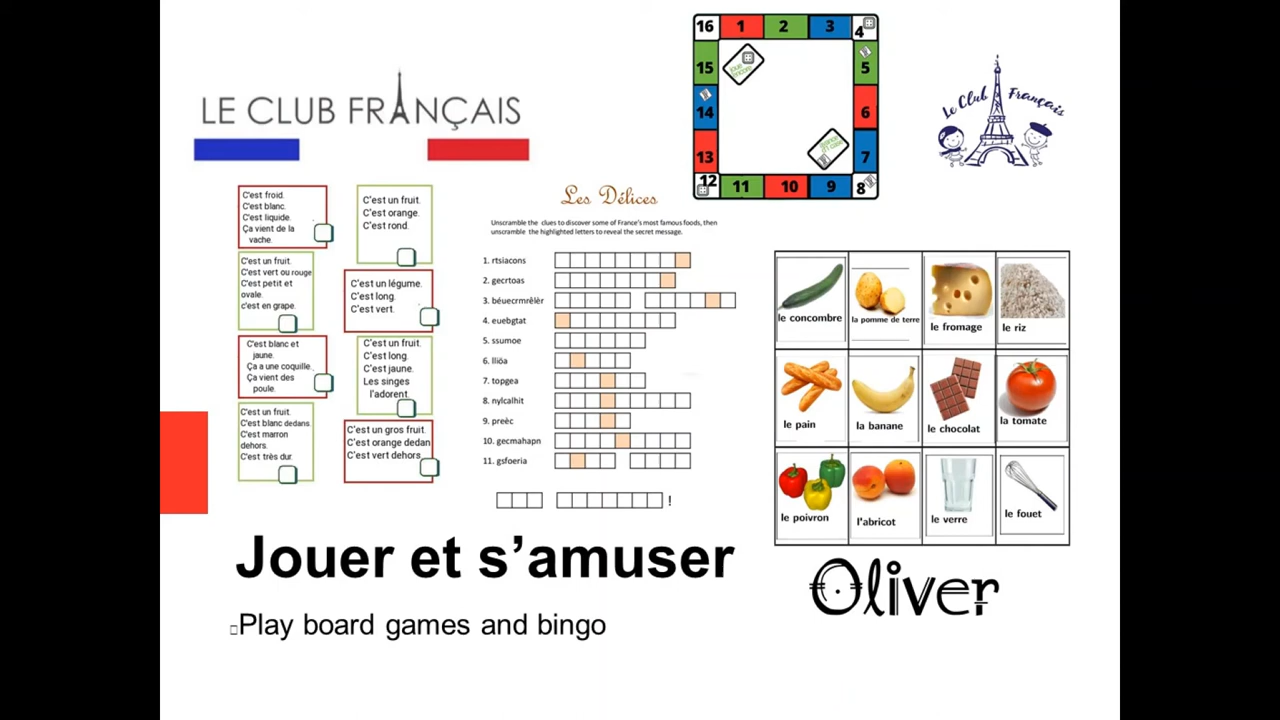 LE CLUB FRANÇAIS
16 1 2 3 4
15 5
14 6
13 7
12 11 10 9 8
Le Club Français
C'est froid.
C'est blanc.
C'est liquide.
Ça vient de la
vache.
C'est un fruit.
C'est orange.
C'est rond.
C'est un fruit.
C'est vert ou rouge
C'est petit et
ovale.
c'est en grape.
C'est un légume.
C'est long.
C'est vert.
C'est blanc et
jaune.
Ça a une coquille.
Ça vient des
poule.
C'est un fruit.
C'est long.
C'est jaune.
Les singes
l'adorent.
C'est un fruit.
C'est blanc dedans.
C'est marron
dehors.
C'est très dur.
C'est un gros fruit.
C'est orange dedan
C'est vert dehors.
Les Délices
Unscramble the clues to discover some of France's most famous foods, then
unscramble the highlighted letters to reveal the secret message.
1. rtsiacons
2. gecrtoas
3. béuecrmrêlèr
4. euebgtat
5. ssumoe
6. lliöa
7. topgea
8. nylcalhit
9. preèc
10. gecmahapn
11. gsfoeria
!
le concombre
la pomme de terre
le fromage
le riz
le pain
la banane
le chocolat
la tomate
le poivron
l'abricot
le verre
le fouet
Jouer et s’amuser
Play board games and bingo
Oliver